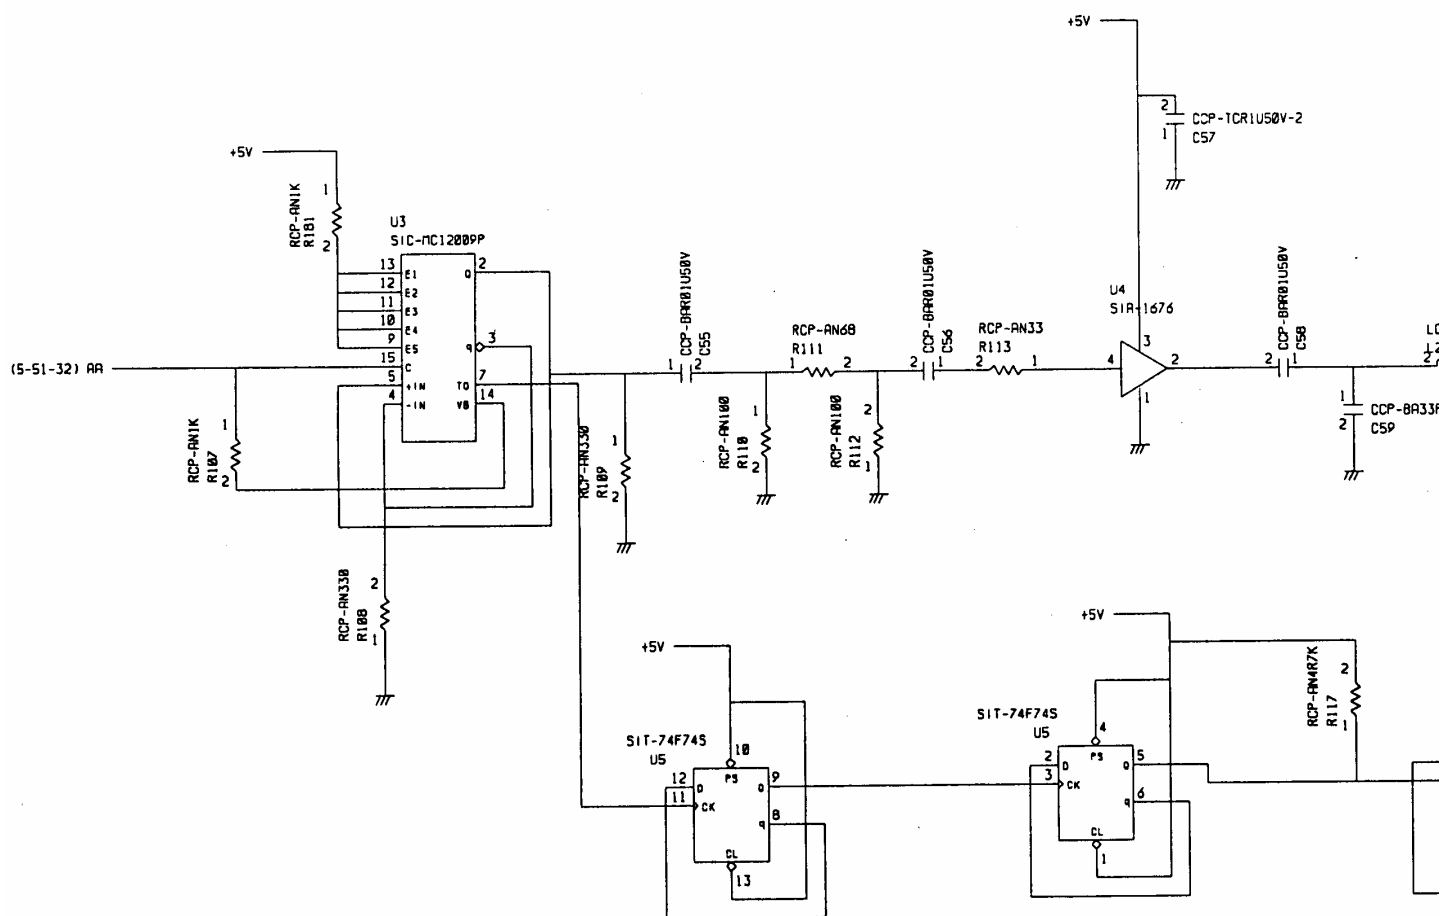 +5V
2
CCP-TCR1U50V-2
1
C57
+5V
1
RCP-AN1K
R181
2
U3
SIC-MC12009P
13
E1
Q
2
12
E2
11
E3
10
E4
9
E5
q
3
(5-51-32) AA
15
C
5
+IN
TO
7
4
-IN
VB
14
1
RCP-AN1K
R107
2
2
RCP-AN330
R108
1
RCP-AN330
R109
1
2
CCP-BAR01U50V
C55
1
2
RCP-AN68
R111
1
2
RCP-AN100
R110
1
2
RCP-AN100
R112
2
1
CCP-BAR01U50V
C56
2
1
RCP-AN33
R113
2
1
U4
SIA-1676
3
4
2
1
CCP-BAR01U50V
C58
2
1
2
1
CCP-BA33
2
C59
+5V
SIT-74F74S
U5
10
PS
12
D
Q
9
11
CK
q
8
CL
13
+5V
SIT-74F74S
U5
4
PS
2
D
Q
5
3
CK
q
6
CL
1
RCP-AN4R7K
R117
2
1